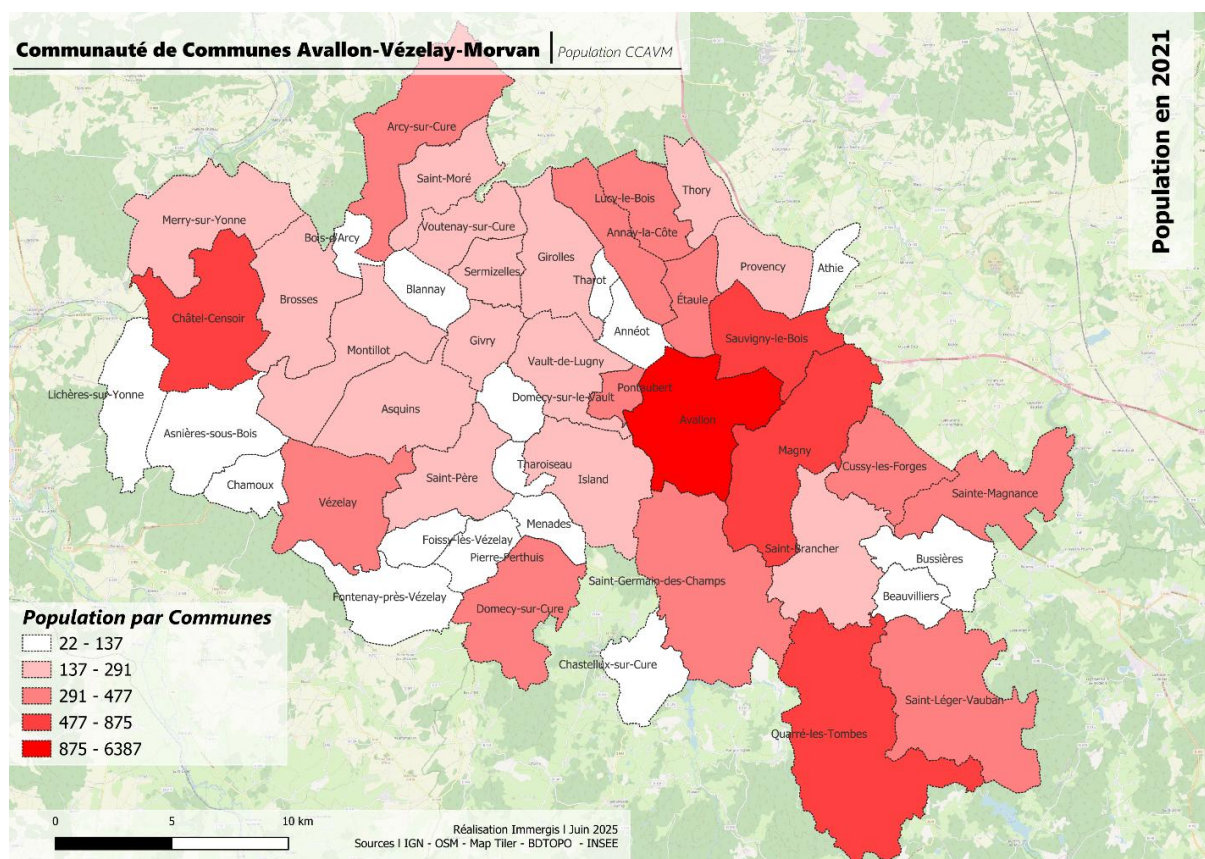 Communauté de Communes Avallon-Vézelay-Morvan | Population CCAVM
Population en 2021
Arcy-sur-Cure
Saint-Moré
Thory
Lucy-le-Bois
Merry-sur-Yonne
Voutenay-sur-Cure
Annay-la-Côte
Bois-d'Arcy
Girolles
Provency
Athie
Sermizelles
Tharot
Blannay
Brosses
Étaule
Châtel-Censoir
Annéot
Sauvigny-le-Bois
Givry
Montillot
Vault-de-Lugny
Pontaubert
Lichères-sur-Yonne
Domecy-sur-le-Vault
Asquins
Avallon
Asnières-sous-Bois
Magny
Cussy-les-Forges
Tharoiseau
Saint-Père
Island
Chamoux
Sainte-Magnance
Vézelay
Menades
Foissy-lès-Vézelay
Saint-Brancher
Pierre-Perthuis
Bussières
Saint-Germain-des-Champs
Fontenay-près-Vézelay
Beauvilliers
Domecy-sur-Cure
Chastellux-sur-Cure
Saint-Léger-Vauban
Quarré-les-Tombes
Population par Communes
22 - 137
137 - 291
291 - 477
477 - 875
875 - 6387
0 5 10 km
Réalisation Immergis l Juin 2025
Sources l IGN - OSM - Map Tiler - BDTOPO - INSEE